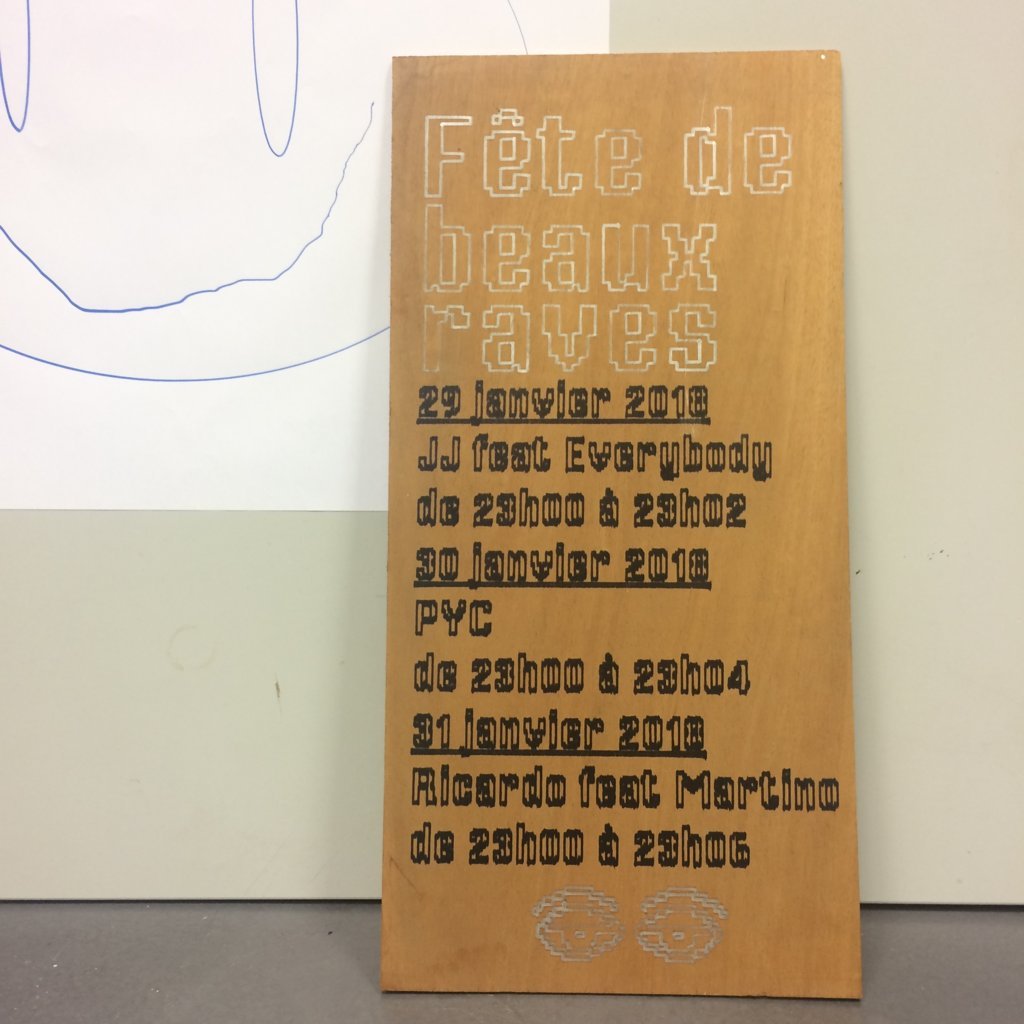 Fête de
beaux
raves
29 janvier 2018
JJ feat Everybody
de 23h00 à 23h02
30 janvier 2018
PYC
de 23h00 à 23h04
31 janvier 2018
Ricardo feat Martino
de 23h00 à 23h06